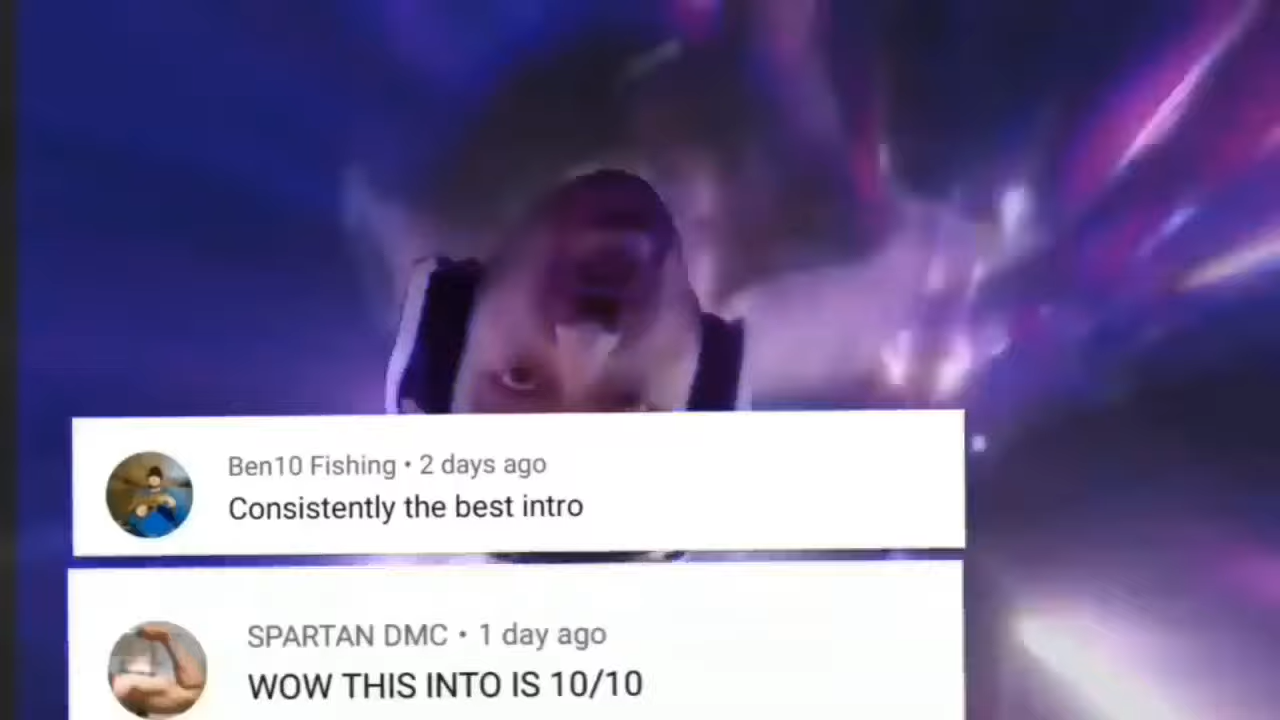 Ben10 Fishing • 2 days ago
Consistently the best intro
SPARTAN DMC • 1 day ago
WOW THIS INTO IS 10/10